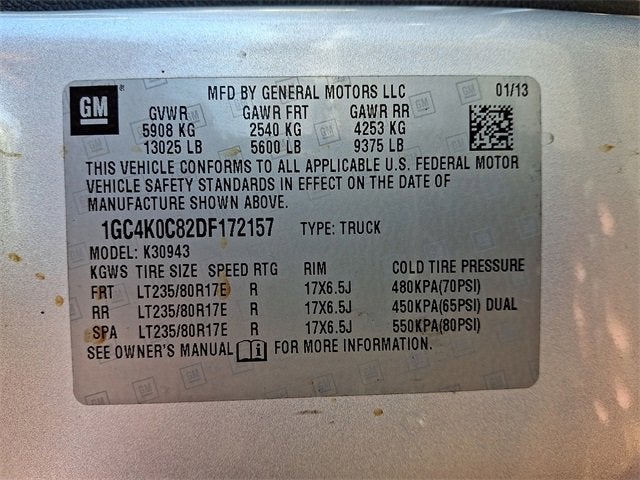 GM ® MFD BY GENERAL MOTORS LLC 01/13
GVWR GAWR FRT GAWR RR
5908 KG 2540 KG 4253 KG
13025 LB 5600 LB 9375 LB
THIS VEHICLE CONFORMS TO ALL APPLICABLE U.S. FEDERAL MOTOR
VEHICLE SAFETY STANDARDS IN EFFECT ON THE DATE OF
MANUFACTURE SHOWN ABOVE.
1GC4K0C82DF172157 TYPE: TRUCK
MODEL: K30943
KGWS TIRE SIZE SPEED RTG RIM COLD TIRE PRESSURE
FRT LT235/80R17E R 17X6.5J 480KPA(70PSI)
RR LT235/80R17E R 17X6.5J 450KPA(65PSI) DUAL
SPA LT235/80R17E R 17X6.5J 550KPA(80PSI)
SEE OWNER'S MANUAL FOR MORE INFORMATION.